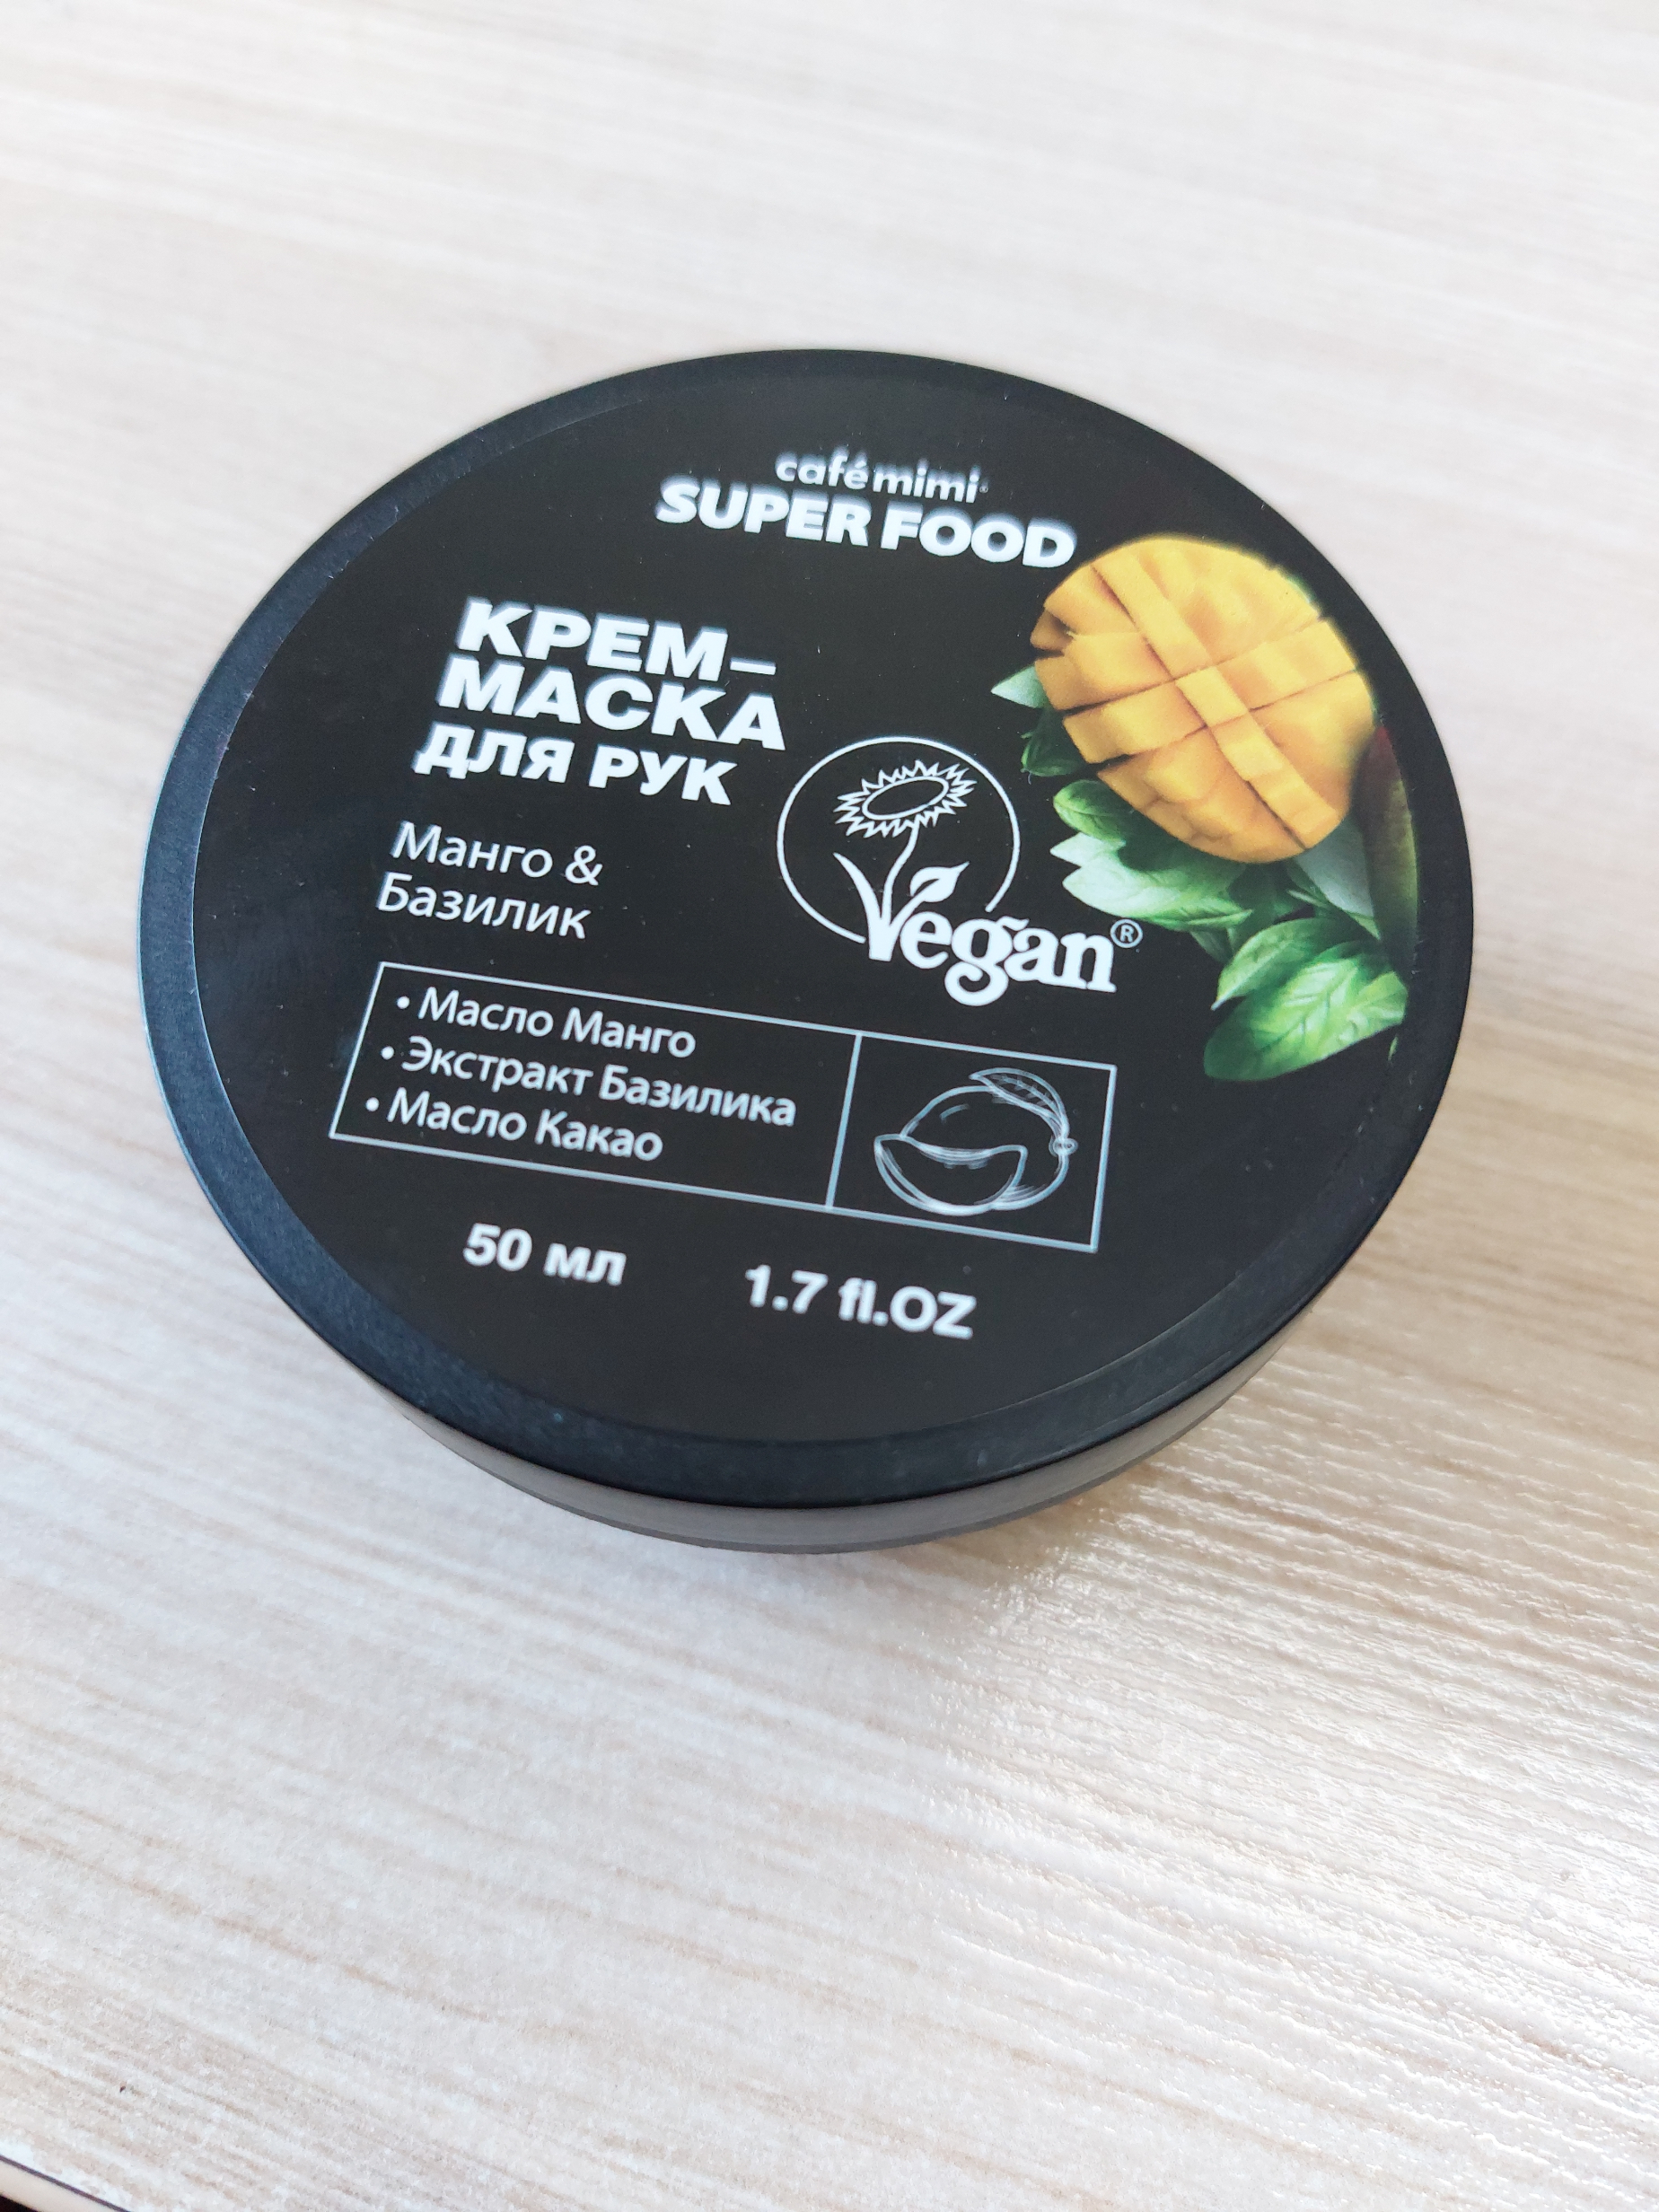 café mimi®
SUPER FOOD
КРЕМ-
МАСКА
ДЛЯ РУК
Манго &
Базилик
Vegan®
• Масло Манго
• Экстракт Базилика
• Масло Какао
50 мл 1.7 fl.OZ